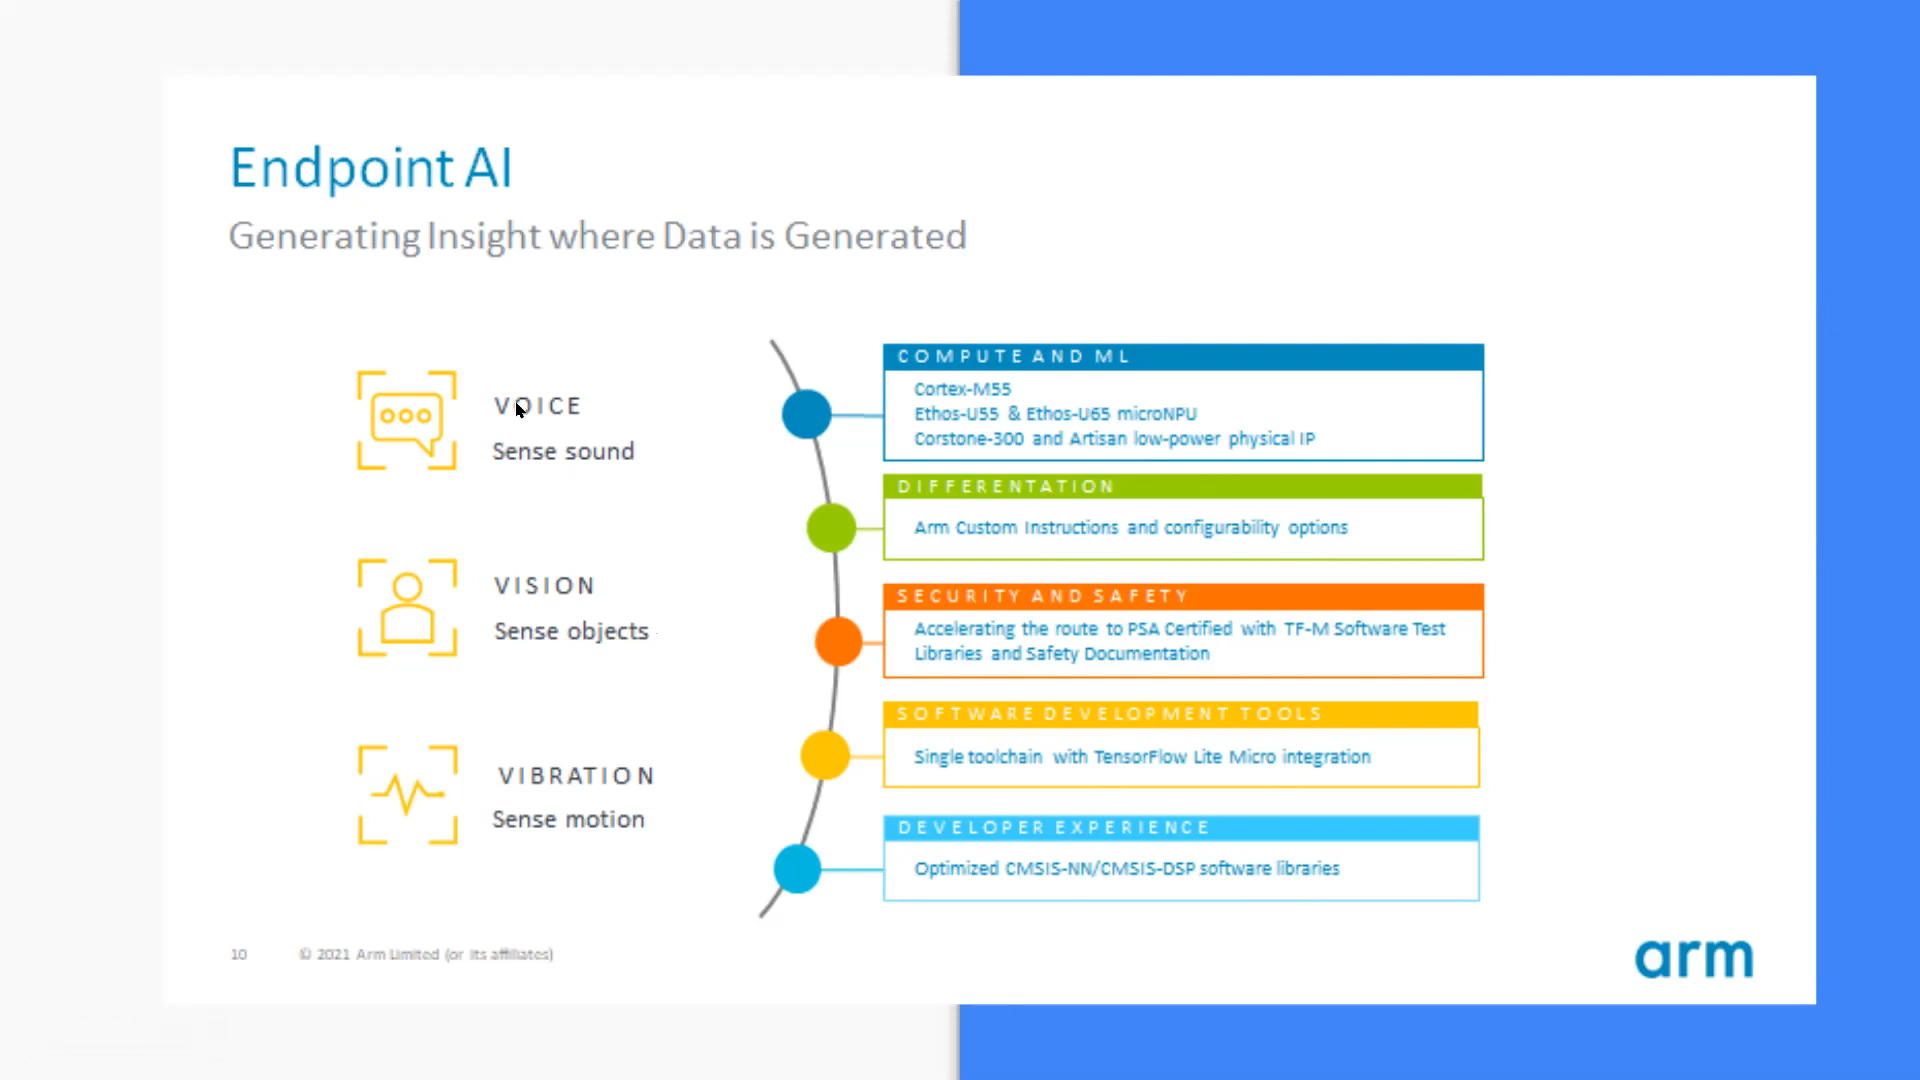 Endpoint AI
Generating Insight where Data is Generated
VOICE
Sense sound
VISION
Sense objects
VIBRATION
Sense motion
COMPUTE AND ML
Cortex-M55
Ethos-U55 & Ethos-U65 microNPU
Corstone-300 and Artisan low-power physical IP
DIFFERENTATION
Arm Custom Instructions and configurability options
SECURITY AND SAFETY
Accelerating the route to PSA Certified with TF-M Software Test
Libraries and Safety Documentation
SOFTWARE DEVELOPMENT TOOLS
Single toolchain with TensorFlow Lite Micro integration
DEVELOPER EXPERIENCE
Optimized CMSIS-NN/CMSIS-DSP software libraries
10 © 2021 Arm Limited (or its affiliates)
arm